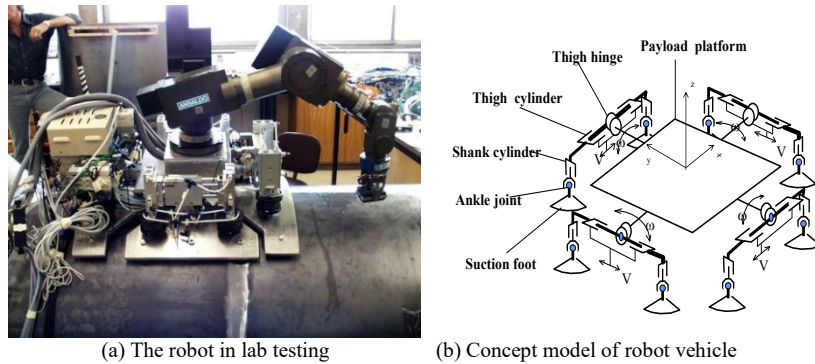 ANSALDO
Payload platform
Thigh hinge
Thigh cylinder
Shank cylinder
Ankle joint
Suction foot
z
y
x
ω
ω
ω
ω
V
V
V
V
(a) The robot in lab testing
(b) Concept model of robot vehicle